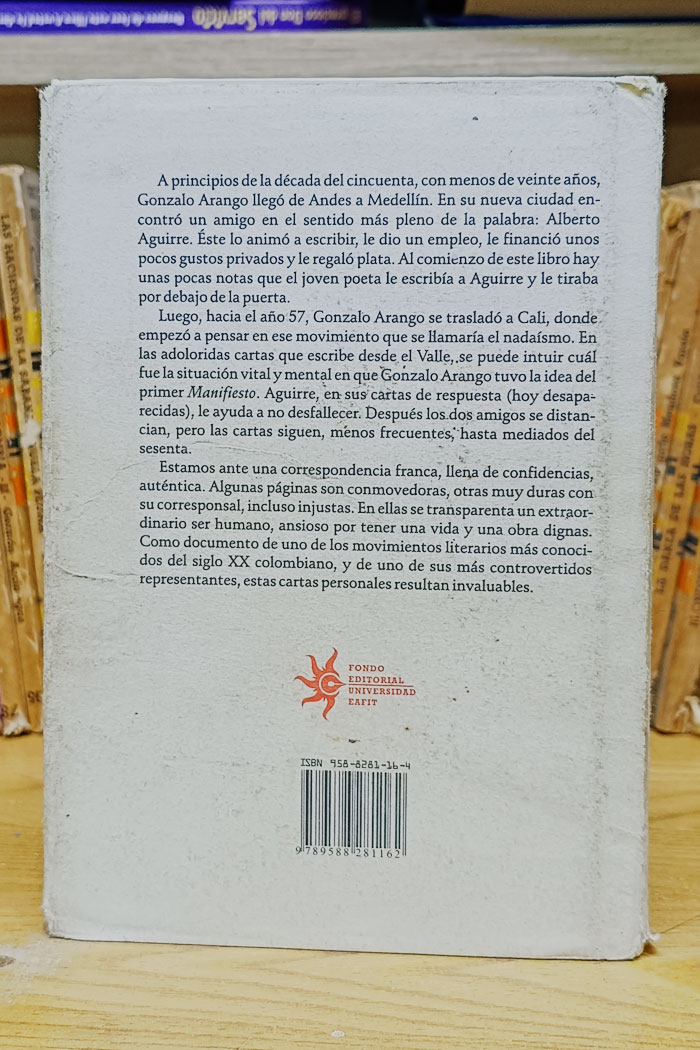 Servicio
A principios de la década del cincuenta, con menos de veinte años,
Gonzalo Arango llegó de Andes a Medellín. En su nueva ciudad en-
contró un amigo en el sentido más pleno de la palabra: Alberto
Aguirre. Éste lo animó a escribir, le dio un empleo, le financió unos
pocos gustos privados y le regaló plata. Al comienzo de este libro hay
unas pocas notas que el joven poeta le escribía a Aguirre y le tiraba
por debajo de la puerta.
Luego, hacia el año 57, Gonzalo Arango se trasladó a Cali, donde
empezó a pensar en ese movimiento que se llamaría el nadaísmo. En
las adoloridas cartas que escribe desde el Valle, se puede intuir cuál
fue la situación vital y mental en que Gonzalo Arango tuvo la idea del
primer Manifiesto. Aguirre, en sus cartas de respuesta (hoy desapa-
recidas), le ayuda a no desfallecer. Después los dos amigos se distan-
cian, pero las cartas siguen, menos frecuentes, hasta mediados del
sesenta.
Estamos ante una correspondencia franca, llena de confidencias,
auténtica. Algunas páginas son conmovedoras, otras muy duras con
su corresponsal, incluso injustas. En ellas se transparenta un extraor-
dinario ser humano, ansioso por tener una vida y una obra dignas.
Como documento de uno de los movimientos literarios más conoci-
dos del siglo XX colombiano, y de uno de sus más controvertidos
representantes, estas cartas personales resultan invaluables.
FONDO
EDITORIAL
UNIVERSIDAD
EAFIT
ISBN 958-8281-16-4
9 789588 281162
LAS HACIENDAS DE LA